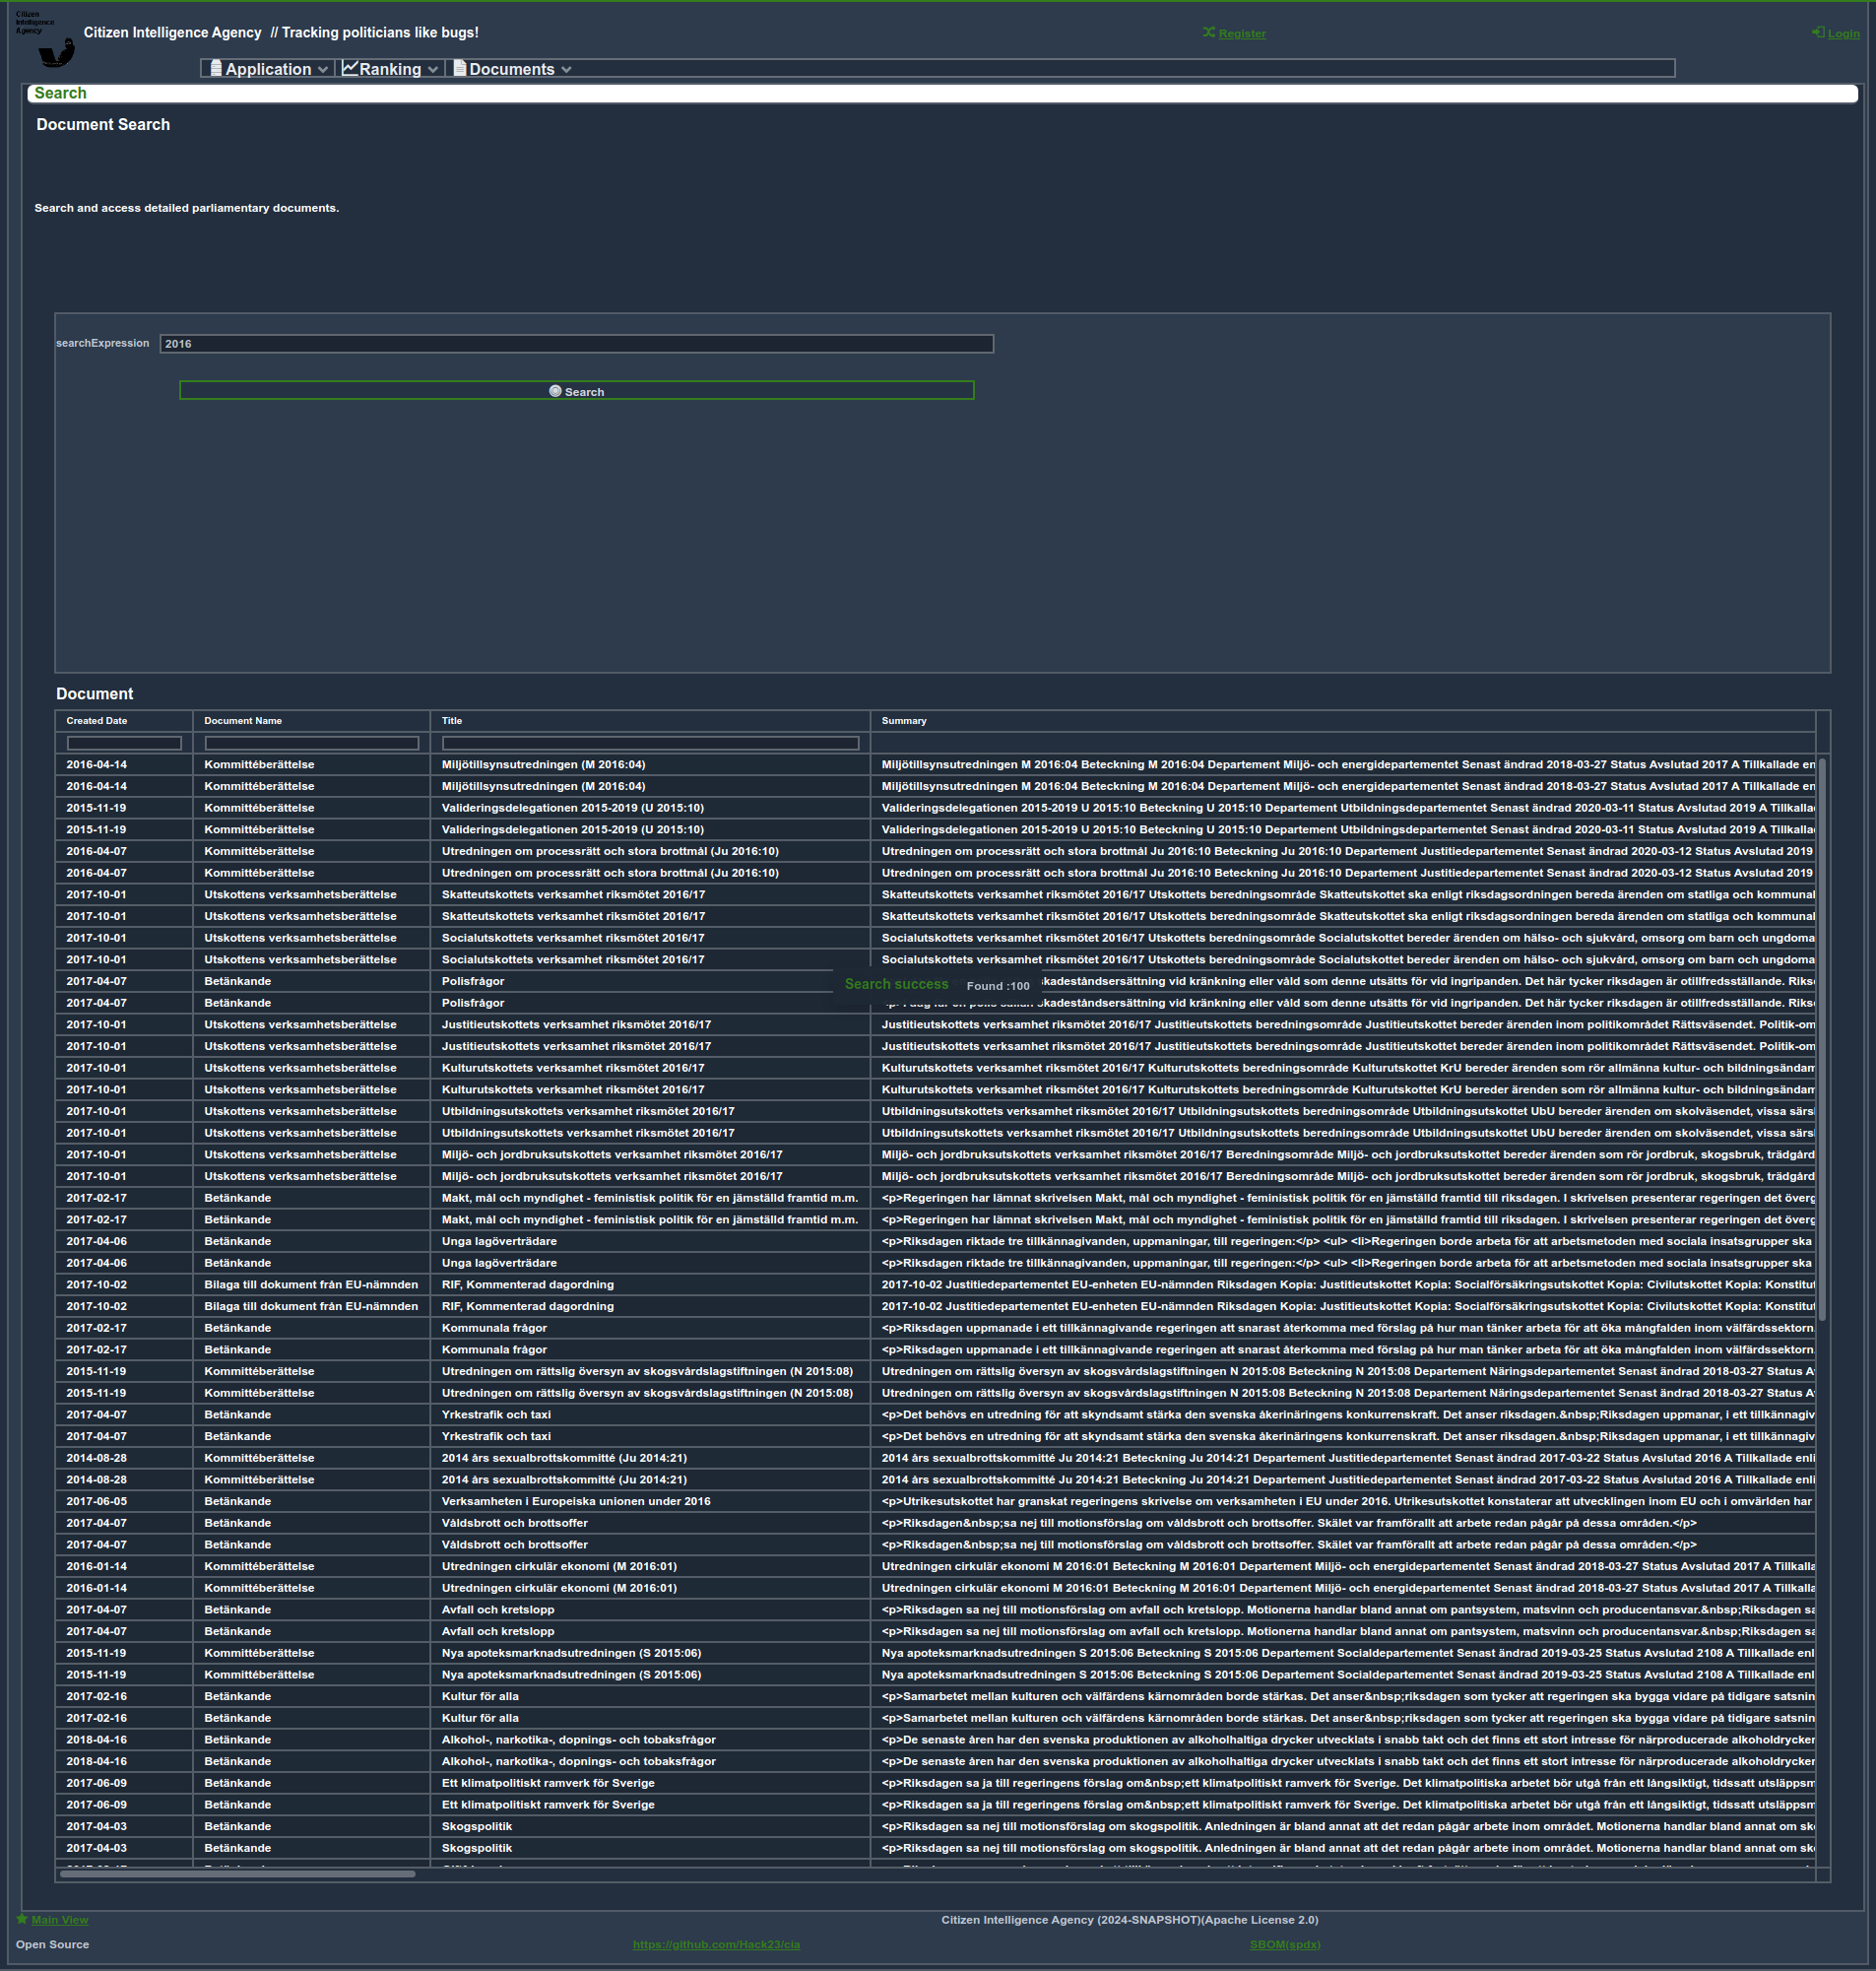 Citizen
Intelligence
Agency
Citizen Intelligence Agency // Tracking politicians like bugs!
Register
Login
Application Ranking Documents
Search
Document Search
Search and access detailed parliamentary documents.
searchExpression 2016
Search
Document
Created Date Document Name Title Summary
2016-04-14 Kommittéberättelse Miljötillsynsutredningen (M 2016:04) Miljötillsynsutredningen M 2016:04 Beteckning M 2016:04 Departement Miljö- och energidepartementet Senast ändrad 2018-03-27 Status Avslutad 2017 A Tillkallade en
2016-04-14 Kommittéberättelse Miljötillsynsutredningen (M 2016:04) Miljötillsynsutredningen M 2016:04 Beteckning M 2016:04 Departement Miljö- och energidepartementet Senast ändrad 2018-03-27 Status Avslutad 2017 A Tillkallade en
2015-11-19 Kommittéberättelse Valideringsdelegationen 2015-2019 (U 2015:10) Valideringsdelegationen 2015-2019 U 2015:10 Beteckning U 2015:10 Departement Utbildningsdepartementet Senast ändrad 2020-03-11 Status Avslutad 2019 A Tillkalla
2015-11-19 Kommittéberättelse Valideringsdelegationen 2015-2019 (U 2015:10) Valideringsdelegationen 2015-2019 U 2015:10 Beteckning U 2015:10 Departement Utbildningsdepartementet Senast ändrad 2020-03-11 Status Avslutad 2019 A Tillkalla
2016-04-07 Kommittéberättelse Utredningen om processrätt och stora brottmål (Ju 2016:10) Utredningen om processrätt och stora brottmål Ju 2016:10 Beteckning Ju 2016:10 Departement Justitiedepartementet Senast ändrad 2020-03-12 Status Avslutad 2019
2016-04-07 Kommittéberättelse Utredningen om processrätt och stora brottmål (Ju 2016:10) Utredningen om processrätt och stora brottmål Ju 2016:10 Beteckning Ju 2016:10 Departement Justitiedepartementet Senast ändrad 2020-03-12 Status Avslutad 2019
2017-10-01 Utskottens verksamhetsberättelse Skatteutskottets verksamhet riksmötet 2016/17 Skatteutskottets verksamhet riksmötet 2016/17 Utskottets beredningsområde Skatteutskottet ska enligt riksdagsordningen bereda ärenden om statliga och kommunal
2017-10-01 Utskottens verksamhetsberättelse Skatteutskottets verksamhet riksmötet 2016/17 Skatteutskottets verksamhet riksmötet 2016/17 Utskottets beredningsområde Skatteutskottet ska enligt riksdagsordningen bereda ärenden om statliga och kommunal
2017-10-01 Utskottens verksamhetsberättelse Socialutskottets verksamhet riksmötet 2016/17 Socialutskottets verksamhet riksmötet 2016/17 Utskottets beredningsområde Socialutskottet bereder ärenden om hälso- och sjukvård, omsorg om barn och ungdoma
2017-10-01 Utskottens verksamhetsberättelse Socialutskottets verksamhet riksmötet 2016/17 Socialutskottets verksamhet riksmötet 2016/17 Utskottets beredningsområde Socialutskottet bereder ärenden om hälso- och sjukvård, omsorg om barn och ungdoma
2017-04-07 Betänkande Polisfrågor skadeståndsersättning vid kränkning eller våld som denne utsätts för vid ingripanden. Det här tycker riksdagen är otillfredsställande. Rikso
Search success Found :100
2017-04-07 Betänkande Polisfrågor skadeståndsersättning vid kränkning eller våld som denne utsätts för vid ingripanden. Det här tycker riksdagen är otillfredsställande. Rikso
2017-10-01 Utskottens verksamhetsberättelse Justitieutskottets verksamhet riksmötet 2016/17 Justitieutskottets verksamhet riksmötet 2016/17 Justitieutskottets beredningsområde Justitieutskottet bereder ärenden inom politikområdet Rättsväsendet. Politik-om
2017-10-01 Utskottens verksamhetsberättelse Justitieutskottets verksamhet riksmötet 2016/17 Justitieutskottets verksamhet riksmötet 2016/17 Justitieutskottets beredningsområde Justitieutskottet bereder ärenden inom politikområdet Rättsväsendet. Politik-om
2017-10-01 Utskottens verksamhetsberättelse Kulturutskottets verksamhet riksmötet 2016/17 Kulturutskottets verksamhet riksmötet 2016/17 Kulturutskottets beredningsområde Kulturutskottet KrU bereder ärenden som rör allmänna kultur- och bildningsändam
2017-10-01 Utskottens verksamhetsberättelse Kulturutskottets verksamhet riksmötet 2016/17 Kulturutskottets verksamhet riksmötet 2016/17 Kulturutskottets beredningsområde Kulturutskottet KrU bereder ärenden som rör allmänna kultur- och bildningsändam
2017-10-01 Utskottens verksamhetsberättelse Utbildningsutskottets verksamhet riksmötet 2016/17 Utbildningsutskottets verksamhet riksmötet 2016/17 Utbildningsutskottets beredningsområde Utbildningsutskottet UbU bereder ärenden om skolväsendet, vissa särsl
2017-10-01 Utskottens verksamhetsberättelse Utbildningsutskottets verksamhet riksmötet 2016/17 Utbildningsutskottets verksamhet riksmötet 2016/17 Utbildningsutskottets beredningsområde Utbildningsutskottet UbU bereder ärenden om skolväsendet, vissa särsl
2017-10-01 Utskottens verksamhetsberättelse Miljö- och jordbruksutskottets verksamhet riksmötet 2016/17 Miljö- och jordbruksutskottets verksamhet riksmötet 2016/17 Beredningsområde Miljö- och jordbruksutskottet bereder ärenden som rör jordbruk, skogsbruk, trädgård
2017-10-01 Utskottens verksamhetsberättelse Miljö- och jordbruksutskottets verksamhet riksmötet 2016/17 Miljö- och jordbruksutskottets verksamhet riksmötet 2016/17 Beredningsområde Miljö- och jordbruksutskottet bereder ärenden som rör jordbruk, skogsbruk, trädgård
2017-02-17 Betänkande Makt, mål och myndighet - feministisk politik för en jämställd framtid m.m. &lt;p>Regeringen har lämnat skrivelsen Makt, mål och myndighet - feministisk politik för en jämställd framtid till riksdagen. I skrivelsen presenterar regeringen det överg
2017-02-17 Betänkande Makt, mål och myndighet - feministisk politik för en jämställd framtid m.m. <p>Regeringen har lämnat skrivelsen Makt, mål och myndighet - feministisk politik för en jämställd framtid till riksdagen. I skrivelsen presenterar regeringen det överg
2017-04-06 Betänkande Unga lagöverträdare <p>Riksdagen riktade tre tillkännagivanden, uppmaningar, till regeringen:</p> <ul> <li>Regeringen borde arbeta för att arbetsmetoden med sociala insatsgrupper ska
2017-04-06 Betänkande Unga lagöverträdare <p>Riksdagen riktade tre tillkännagivanden, uppmaningar, till regeringen:</p> <ul> <li>Regeringen borde arbeta för att arbetsmetoden med sociala insatsgrupper ska
2017-10-02 Bilaga till dokument från EU-nämnden RIF, Kommenterad dagordning 2017-10-02 Justitiedepartementet EU-enheten EU-nämnden Riksdagen Kopia: Justitieutskottet Kopia: Socialförsäkringsutskottet Kopia: Civilutskottet Kopia: Konstitut
2017-10-02 Bilaga till dokument från EU-nämnden RIF, Kommenterad dagordning 2017-10-02 Justitiedepartementet EU-enheten EU-nämnden Riksdagen Kopia: Justitieutskottet Kopia: Socialförsäkringsutskottet Kopia: Civilutskottet Kopia: Konstitut
2017-02-17 Betänkande Kommunala frågor <p>Riksdagen uppmanade i ett tillkännagivande regeringen att snarast återkomma med förslag på hur man tänker arbeta för att öka mångfalden inom välfärdssektorn.
2017-02-17 Betänkande Kommunala frågor <p>Riksdagen uppmanade i ett tillkännagivande regeringen att snarast återkomma med förslag på hur man tänker arbeta för att öka mångfalden inom välfärdssektorn.
2015-11-19 Kommittéberättelse Utredningen om rättslig översyn av skogsvårdslagstiftningen (N 2015:08) Utredningen om rättslig översyn av skogsvårdslagstiftningen N 2015:08 Beteckning N 2015:08 Departement Näringsdepartementet Senast ändrad 2018-03-27 Status A
2015-11-19 Kommittéberättelse Utredningen om rättslig översyn av skogsvårdslagstiftningen (N 2015:08) Utredningen om rättslig översyn av skogsvårdslagstiftningen N 2015:08 Beteckning N 2015:08 Departement Näringsdepartementet Senast ändrad 2018-03-27 Status A
2017-04-07 Betänkande Yrkestrafik och taxi <p>Det behövs en utredning för att skyndsamt stärka den svenska åkerinäringens konkurrenskraft. Det anser riksdagen.&nbsp;Riksdagen uppmanar, i ett tillkännagiv
2017-04-07 Betänkande Yrkestrafik och taxi <p>Det behövs en utredning för att skyndsamt stärka den svenska åkerinäringens konkurrenskraft. Det anser riksdagen.&nbsp;Riksdagen uppmanar, i ett tillkännagiv
2014-08-28 Kommittéberättelse 2014 års sexualbrottskommitté (Ju 2014:21) 2014 års sexualbrottskommitté Ju 2014:21 Beteckning Ju 2014:21 Departement Justitiedepartementet Senast ändrad 2017-03-22 Status Avslutad 2016 A Tillkallade enli
2014-08-28 Kommittéberättelse 2014 års sexualbrottskommitté (Ju 2014:21) 2014 års sexualbrottskommitté Ju 2014:21 Beteckning Ju 2014:21 Departement Justitiedepartementet Senast ändrad 2017-03-22 Status Avslutad 2016 A Tillkallade enli
2017-06-05 Betänkande Verksamheten i Europeiska unionen under 2016 <p>Utrikesutskottet har granskat regeringens skrivelse om verksamheten i EU under 2016. Utrikesutskottet konstaterar att utvecklingen inom EU och i omvärlden har
2017-04-07 Betänkande Våldsbrott och brottsoffer <p>Riksdagen&nbsp;sa nej till motionsförslag om våldsbrott och brottsoffer. Skälet var framförallt att arbete redan pågår på dessa områden.</p>
2017-04-07 Betänkande Våldsbrott och brottsoffer <p>Riksdagen&nbsp;sa nej till motionsförslag om våldsbrott och brottsoffer. Skälet var framförallt att arbete redan pågår på dessa områden.</p>
2016-01-14 Kommittéberättelse Utredningen cirkulär ekonomi (M 2016:01) Utredningen cirkulär ekonomi M 2016:01 Beteckning M 2016:01 Departement Miljö- och energidepartementet Senast ändrad 2018-03-27 Status Avslutad 2017 A Tillkalla
2016-01-14 Kommittéberättelse Utredningen cirkulär ekonomi (M 2016:01) Utredningen cirkulär ekonomi M 2016:01 Beteckning M 2016:01 Departement Miljö- och energidepartementet Senast ändrad 2018-03-27 Status Avslutad 2017 A Tillkalla
2017-04-07 Betänkande Avfall och kretslopp <p>Riksdagen sa nej till motionsförslag om avfall och kretslopp. Motionerna handlar bland annat om pantsystem, matsvinn och producentansvar.&nbsp;Riksdagen sa
2017-04-07 Betänkande Avfall och kretslopp <p>Riksdagen sa nej till motionsförslag om avfall och kretslopp. Motionerna handlar bland annat om pantsystem, matsvinn och producentansvar.&nbsp;Riksdagen sa
2015-11-19 Kommittéberättelse Nya apoteksmarknadsutredningen (S 2015:06) Nya apoteksmarknadsutredningen S 2015:06 Beteckning S 2015:06 Departement Socialdepartementet Senast ändrad 2019-03-25 Status Avslutad 2108 A Tillkallade enl
2015-11-19 Kommittéberättelse Nya apoteksmarknadsutredningen (S 2015:06) Nya apoteksmarknadsutredningen S 2015:06 Beteckning S 2015:06 Departement Socialdepartementet Senast ändrad 2019-03-25 Status Avslutad 2108 A Tillkallade enl
2017-02-16 Betänkande Kultur för alla <p>Samarbetet mellan kulturen och välfärdens kärnområden borde stärkas. Det anser&nbsp;riksdagen som tycker att regeringen ska bygga vidare på tidigare satsnin
2017-02-16 Betänkande Kultur för alla <p>Samarbetet mellan kulturen och välfärdens kärnområden borde stärkas. Det anser&nbsp;riksdagen som tycker att regeringen ska bygga vidare på tidigare satsnin
2018-04-16 Betänkande Alkohol-, narkotika-, dopnings- och tobaksfrågor <p>De senaste åren har den svenska produktionen av alkoholhaltiga drycker utvecklats i snabb takt och det finns ett stort intresse för närproducerade alkoholdrycker
2018-04-16 Betänkande Alkohol-, narkotika-, dopnings- och tobaksfrågor <p>De senaste åren har den svenska produktionen av alkoholhaltiga drycker utvecklats i snabb takt och det finns ett stort intresse för närproducerade alkoholdrycker
2017-06-09 Betänkande Ett klimatpolitiskt ramverk för Sverige <p>Riksdagen sa ja till regeringens förslag om&nbsp;ett klimatpolitiskt ramverk för Sverige. Det klimatpolitiska arbetet bör utgå från ett långsiktigt, tidssatt utsläppsm
2017-06-09 Betänkande Ett klimatpolitiskt ramverk för Sverige <p>Riksdagen sa ja till regeringens förslag om&nbsp;ett klimatpolitiskt ramverk för Sverige. Det klimatpolitiska arbetet bör utgå från ett långsiktigt, tidssatt utsläppsm
2017-04-03 Betänkande Skogspolitik <p>Riksdagen sa nej till motionsförslag om skogspolitik. Anledningen är bland annat att det redan pågår arbete inom området. Motionerna handlar bland annat om sko
2017-04-03 Betänkande Skogspolitik <p>Riksdagen sa nej till motionsförslag om skogspolitik. Anledningen är bland annat att det redan pågår arbete inom området. Motionerna handlar bland annat om sko
Main View Citizen Intelligence Agency (2024-SNAPSHOT)(Apache License 2.0)
Open Source https://github.com/Hack23/cia SBOM(spdx)